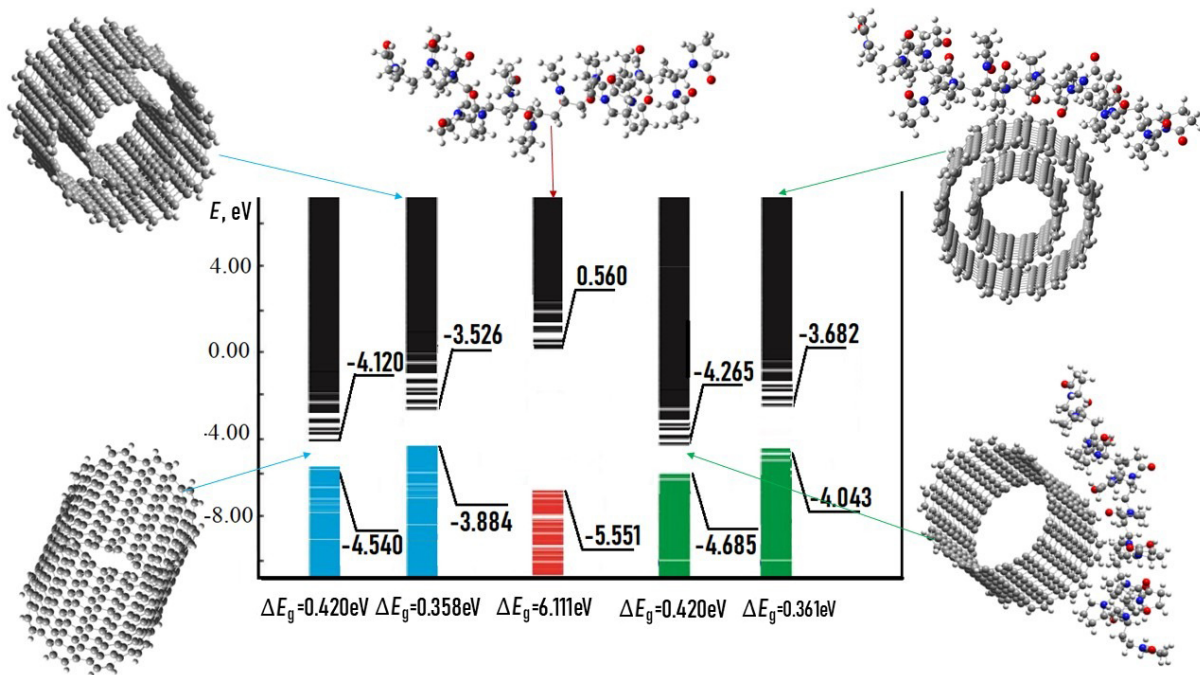 E, eV
4.00
0.00
-4.00
-8.00
-4.120
-3.526
0.560
-4.265
-3.682
-4.540
-3.884
-5.551
-4.685
-4.043
ΔEg=0.420eV
ΔEg=0.358eV
ΔEg=6.111eV
ΔEg=0.420eV
ΔEg=0.361eV